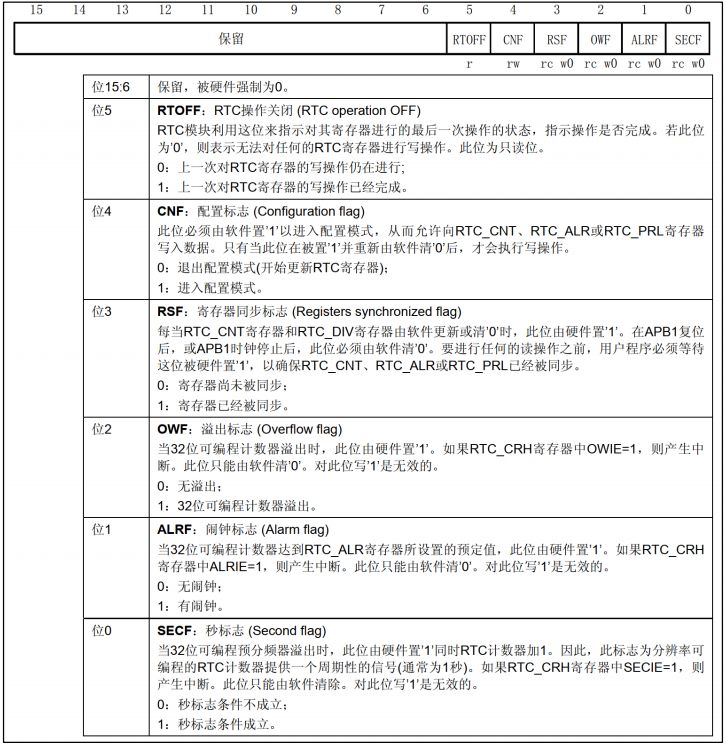 15 14 13 12 11 10 9 8 7 6 5 4 3 2 1 0
保留 RTOFF CNF RSF OWF ALRF SECF
r rw rc w0 rc w0 rc w0 rc w0
位15:6 保留，被硬件强制为0。
位5 RTOFF：RTC操作关闭 (RTC operation OFF)
RTC模块利用这位来指示对其寄存器进行的最后一次操作的状态，指示操作是否完成。若此位
为'0'，则表示无法对任何的RTC寄存器进行写操作。此位为只读位。
0：上一次对RTC寄存器的写操作仍在进行;
1：上一次对RTC寄存器的写操作已经完成。
位4 CNF：配置标志 (Configuration flag)
此位必须由软件置'1'以进入配置模式，从而允许向RTC_CNT、RTC_ALR或RTC_PRL寄存器
写入数据。只有当此位在被置'1'并重新由软件清'0'后，才会执行写操作。
0：退出配置模式(开始更新RTC寄存器)；
1：进入配置模式。
位3 RSF：寄存器同步标志 (Registers synchronized flag)
每当RTC_CNT寄存器和RTC_DIV寄存器由软件更新或清'0'时，此位由硬件置'1'。在APB1复位
后，或APB1时钟停止后，此位必须由软件清'0'。要进行任何的读操作之前，用户程序必须等待
这位被硬件置'1'，以确保RTC_CNT、RTC_ALR或RTC_PRL已经被同步。
0：寄存器尚未被同步；
1：寄存器已经被同步。
位2 OWF：溢出标志 (Overflow flag)
当32位可编程计数器溢出时，此位由硬件置'1'。如果RTC_CRH寄存器中OWIE=1，则产生中
断。此位只能由软件清'0'。对此位写'1'是无效的。
0：无溢出；
1：32位可编程计数器溢出。
位1 ALRF：闹钟标志 (Alarm flag)
当32位可编程计数器达到RTC_ALR寄存器所设置的预定值，此位由硬件置'1'。如果RTC_CRH
寄存器中ALRIE=1，则产生中断。此位只能由软件清'0'。对此位写'1'是无效的。
0：无闹钟；
1：有闹钟。
位0 SECF：秒标志 (Second flag)
当32位可编程预分频器溢出时，此位由硬件置'1'同时RTC计数器加1。因此，此标志为分辨率可
编程的RTC计数器提供一个周期性的信号(通常为1秒)。如果RTC_CRH寄存器中SECIE=1，则
产生中断。此位只能由软件清除。对此位写'1'是无效的。
0：秒标志条件不成立；
1：秒标志条件成立。